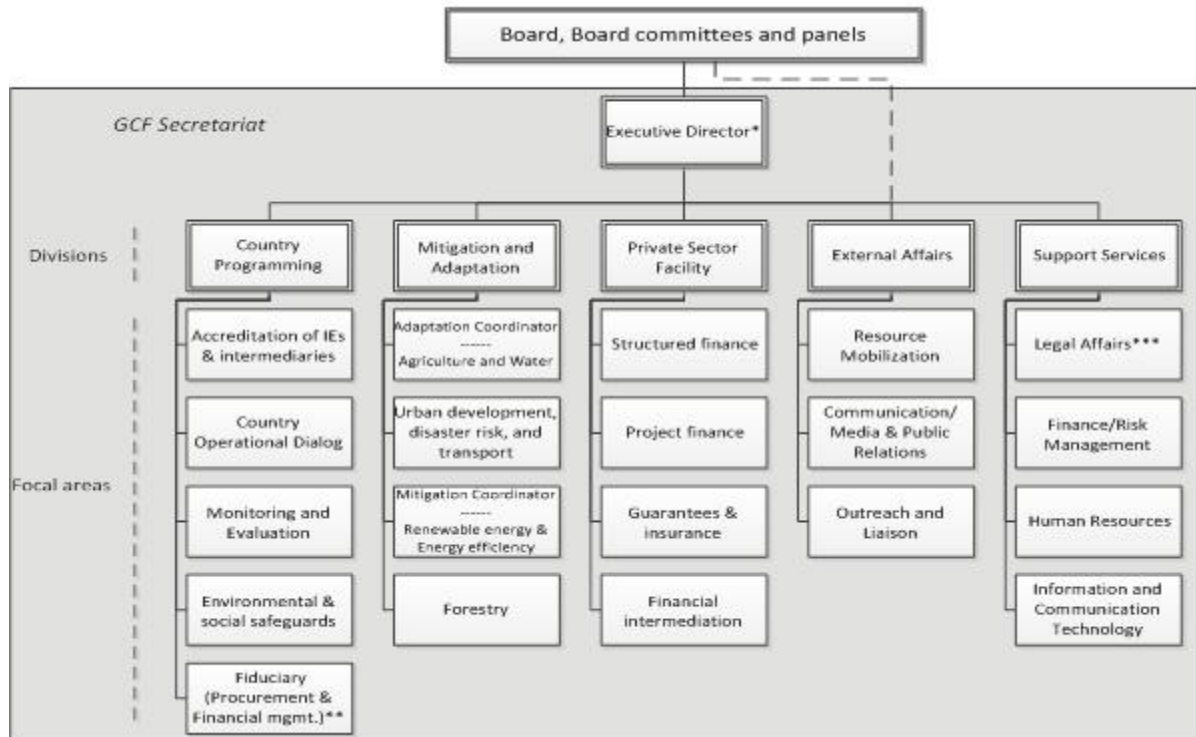 Board, Board committees and panels
GCF Secretariat
Executive Director*
Divisions
Country
Programming
Mitigation and
Adaptation
Private Sector
Facility
External Affairs
Support Services
Focal areas
Accreditation of IEs
& intermediaries
Country
Operational Dialog
Monitoring and
Evaluation
Environmental &
social safeguards
Fiduciary
(Procurement &
Financial mgmt.)**
Adaptation Coordinator
------
Agriculture and Water
Urban development,
disaster risk, and
transport
Mitigation Coordinator
------
Renewable energy &
Energy efficiency
Forestry
Structured finance
Project finance
Guarantees &
insurance
Financial
intermediation
Resource
Mobilization
Communication/
Media & Public
Relations
Outreach and
Liaison
Legal Affairs***
Finance/Risk
Management
Human Resources
Information and
Communication
Technology